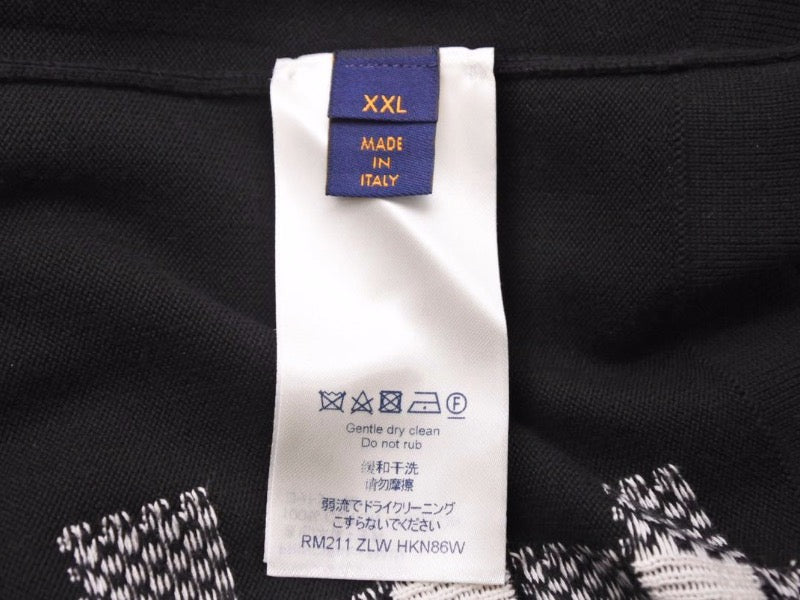 XXL
MADE
IN
ITALY
F
Gentle dry clean
Do not rub
缓和干洗
请勿摩擦
弱流でドライクリーニング
こすらないでください
RM211 ZLW HKN86W